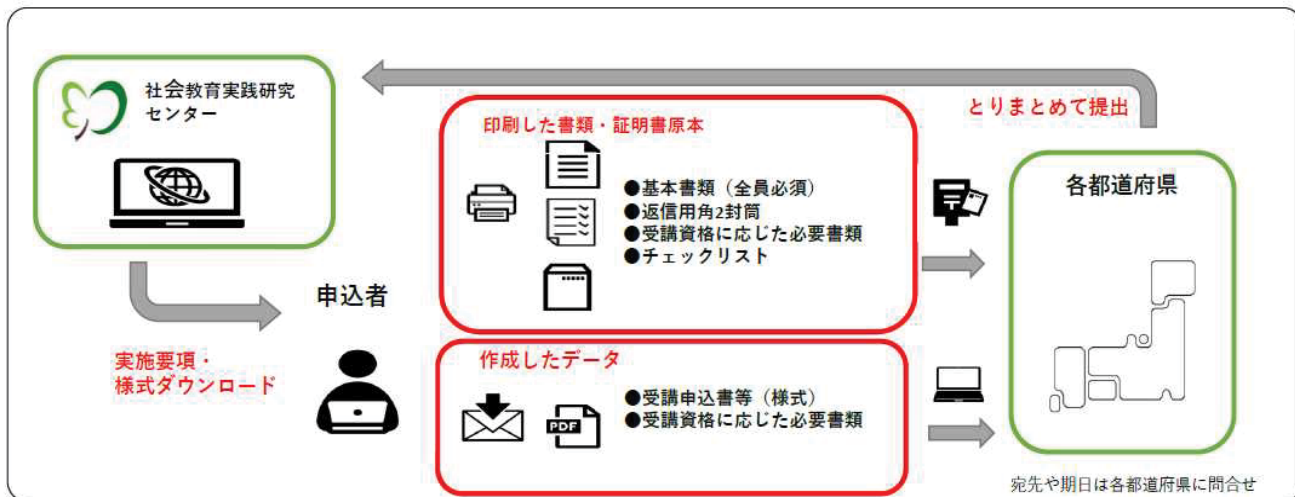 社会教育実践研究
センター
とりまとめて提出
印刷した書類・証明書原本
●基本書類（全員必須）
●返信用角2封筒
●受講資格に応じた必要書類
●チェックリスト
各都道府県
申込者
実施要項・
様式ダウンロード
作成したデータ
PDF
●受講申込書等（様式）
●受講資格に応じた必要書類
宛先や期日は各都道府県に問合せ